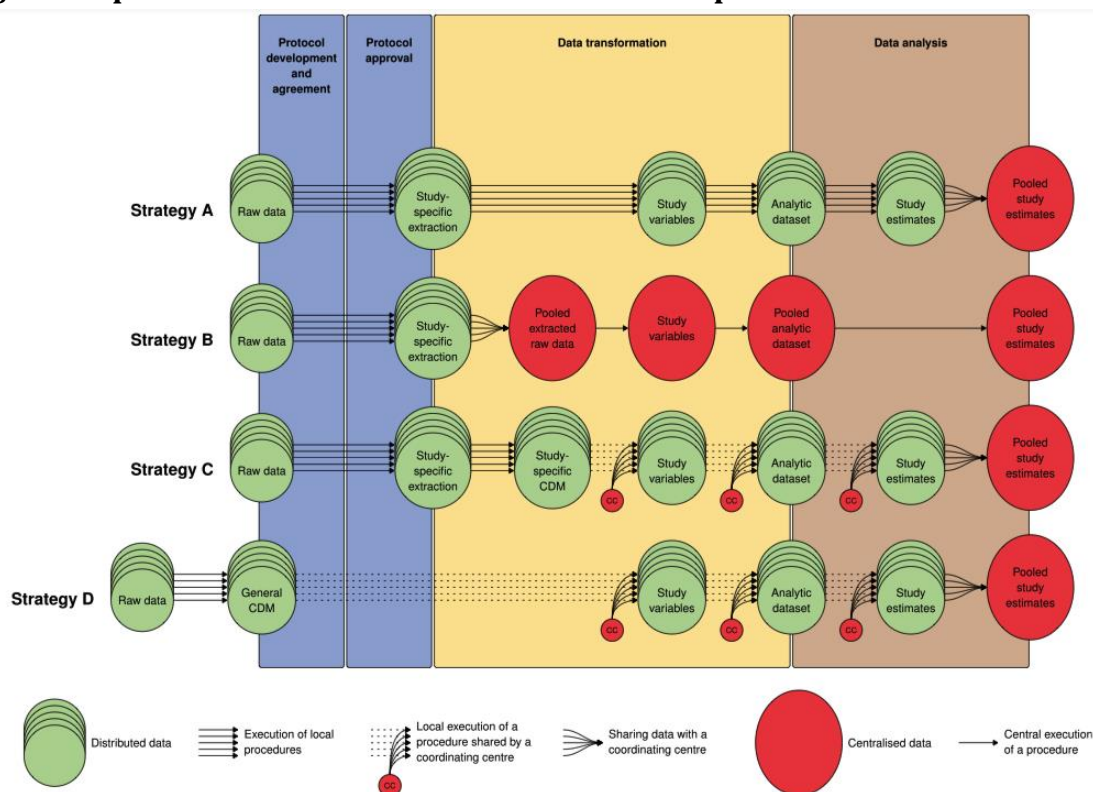 Protocol
development
and
agreement
Protocol
approval
Data transformation
Data analysis
Strategy A
Raw data
Study-
specific
extraction
Study
variables
Analytic
dataset
Study
estimates
Pooled
study
estimates
Strategy B
Raw data
Study-
specific
extraction
Pooled
extracted
raw data
Study
variables
Pooled
analytic
dataset
Pooled
study
estimates
Strategy C
Raw data
Study-
specific
extraction
Study-
specific
CDM
CC
Study
variables
CC
Analytic
dataset
CC
Study
estimates
Pooled
study
estimates
Strategy D
Raw data
General
CDM
CC
Study
variables
CC
Analytic
dataset
CC
Study
estimates
Pooled
study
estimates
Distributed data
Execution of local
procedures
Local execution of a
procedure shared by a
coordinating centre
CC
Sharing data with a
coordinating centre
Centralised data
Central execution
of a procedure